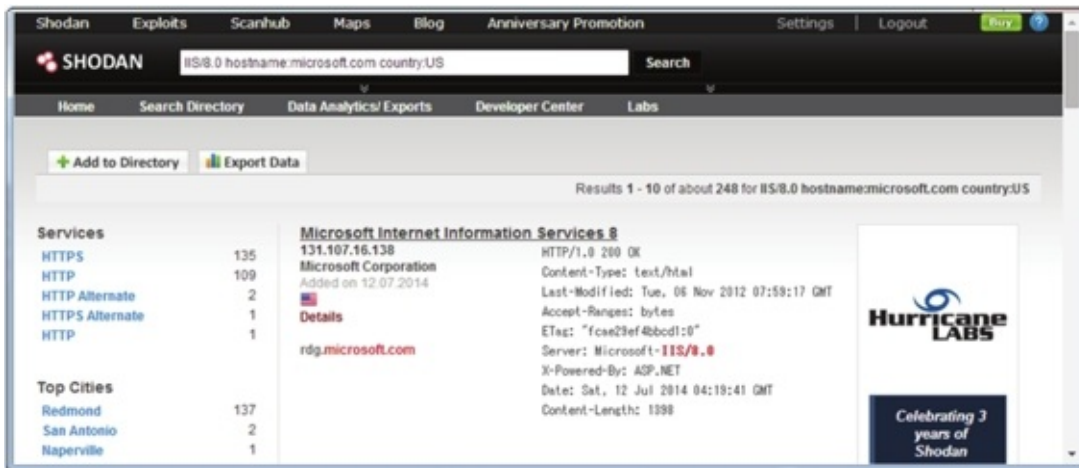 Shodan Exploits Scanhub Maps Blog Anniversary Promotion Settings | Logout Buy ?
SHODAN IIS/8.0 hostname:microsoft.com country:US Search
Home Search Directory Data Analytics/ Exports Developer Center Labs
Add to Directory Export Data
Results 1 - 10 of about 248 for IIS/8.0 hostname:microsoft.com country:US
Services
HTTPS 135
HTTP 109
HTTP Alternate 2
HTTPS Alternate 1
HTTP 1
Top Cities
Redmond 137
San Antonio 2
Naperville 1
Microsoft Internet Information Services 8
131.107.16.138
Microsoft Corporation
Added on 12.07.2014
Details
rdg.microsoft.com
HTTP/1.0 200 OK
Content-Type: text/html
Last-Modified: Tue, 06 Nov 2012 07:59:17 GMT
Accept-Ranges: bytes
ETag: "fcae29ef4bbcd1:0"
Server: Microsoft-IIS/8.0
X-Powered-By: ASP.NET
Date: Sat, 12 Jul 2014 04:19:41 GMT
Content-Length: 1398
Hurricane
LABS
Celebrating 3
years of
Shodan